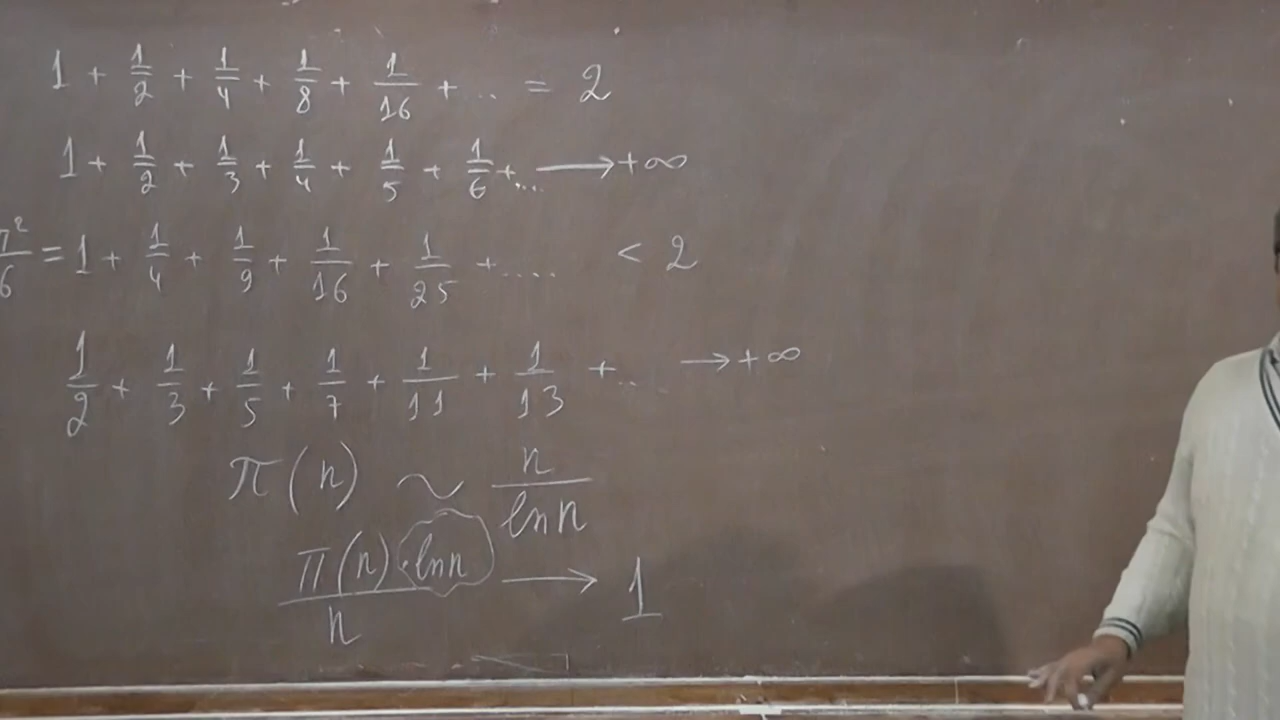 1 + 1/2 + 1/4 + 1/8 + 1/16 + ... = 2
1 + 1/2 + 1/3 + 1/4 + 1/5 + 1/6 + ... → +∞
π²/6 = 1 + 1/4 + 1/9 + 1/16 + 1/25 + .... < 2
1/2 + 1/3 + 1/5 + 1/7 + 1/11 + 1/13 + ... → +∞
π(n) ~ n/ln n
π(n)·ln n/n → 1